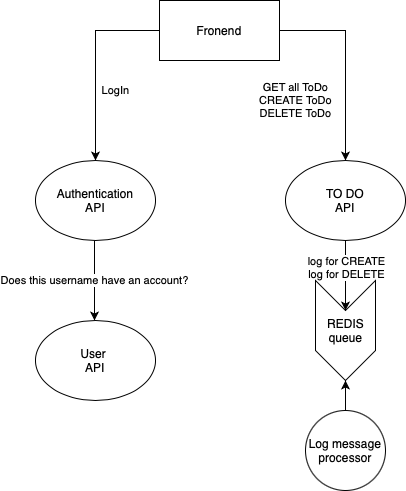 Fronend
LogIn
GET all ToDo
CREATE ToDo
DELETE ToDo
Authentication
API
TO DO
API
log for CREATE
log for DELETE
Does this username have an account?
REDIS
queue
User
API
Log message
processor